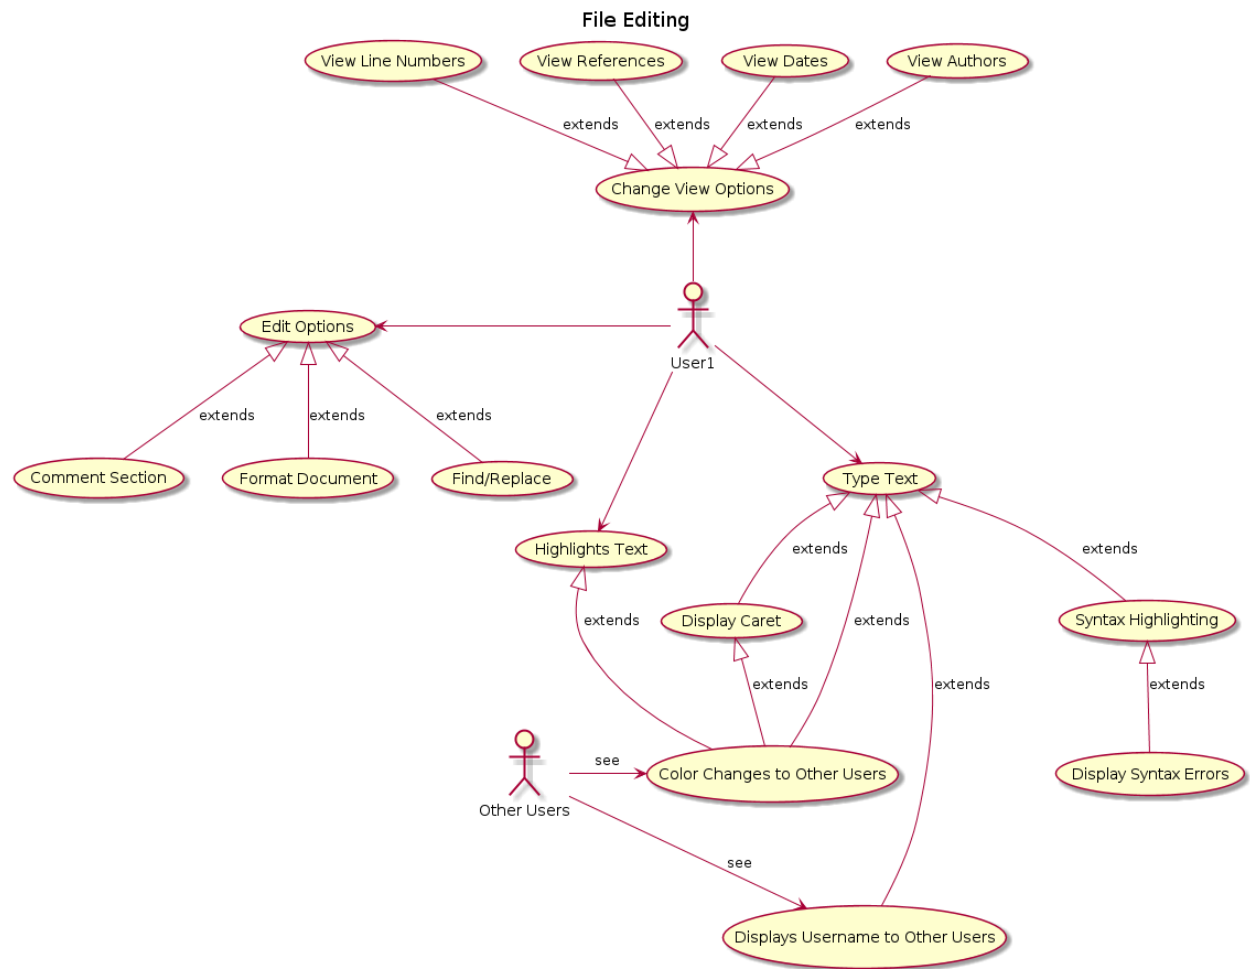 File Editing
View Line Numbers
View References
View Dates
View Authors
extends
extends
extends
extends
Change View Options
Edit Options
User1
extends
extends
extends
Comment Section
Format Document
Find/Replace
Type Text
Highlights Text
extends
extends
extends
extends
Display Caret
Syntax Highlighting
extends
extends
extends
see
Color Changes to Other Users
Display Syntax Errors
Other Users
see
Displays Username to Other Users